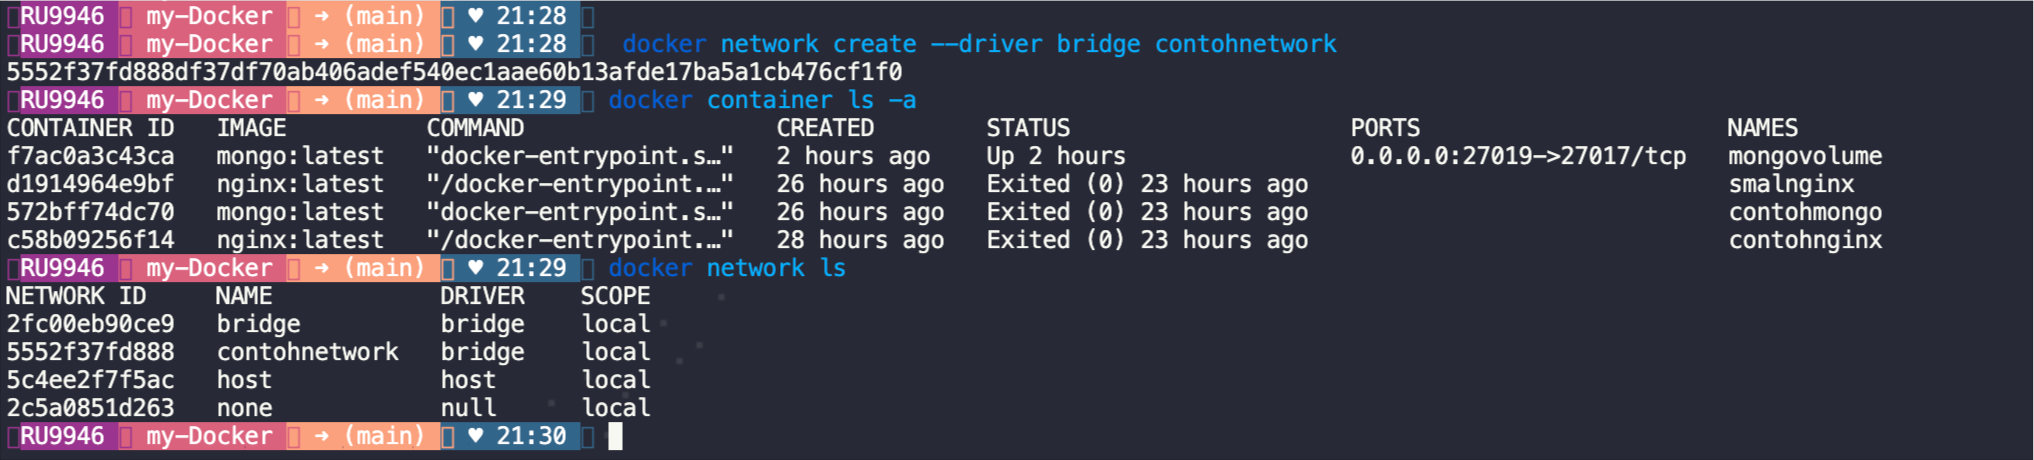 RU9946 my-Docker ➜ (main) ♥ 21:28
RU9946 my-Docker ➜ (main) ♥ 21:28 docker network create --driver bridge contohnetwork
5552f37fd888df37df70ab406adef540ec1aae60b13afde17ba5a1cb476cf1f0
RU9946 my-Docker ➜ (main) ♥ 21:29 docker container ls -a
CONTAINER ID IMAGE COMMAND CREATED STATUS PORTS NAMES
f7ac0a3c43ca mongo:latest "docker-entrypoint.s…" 2 hours ago Up 2 hours 0.0.0.0:27019->27017/tcp mongovolume
d1914964e9bf nginx:latest "/docker-entrypoint.…" 26 hours ago Exited (0) 23 hours ago smalnginx
572bff74dc70 mongo:latest "docker-entrypoint.s…" 26 hours ago Exited (0) 23 hours ago contohmongo
c58b09256f14 nginx:latest "/docker-entrypoint.…" 28 hours ago Exited (0) 23 hours ago contohnginx
RU9946 my-Docker ➜ (main) ♥ 21:29 docker network ls
NETWORK ID NAME DRIVER SCOPE
2fc00eb90ce9 bridge bridge local
5552f37fd888 contohnetwork bridge local
5c4ee2f7f5ac host host local
2c5a0851d263 none null local
RU9946 my-Docker ➜ (main) ♥ 21:30